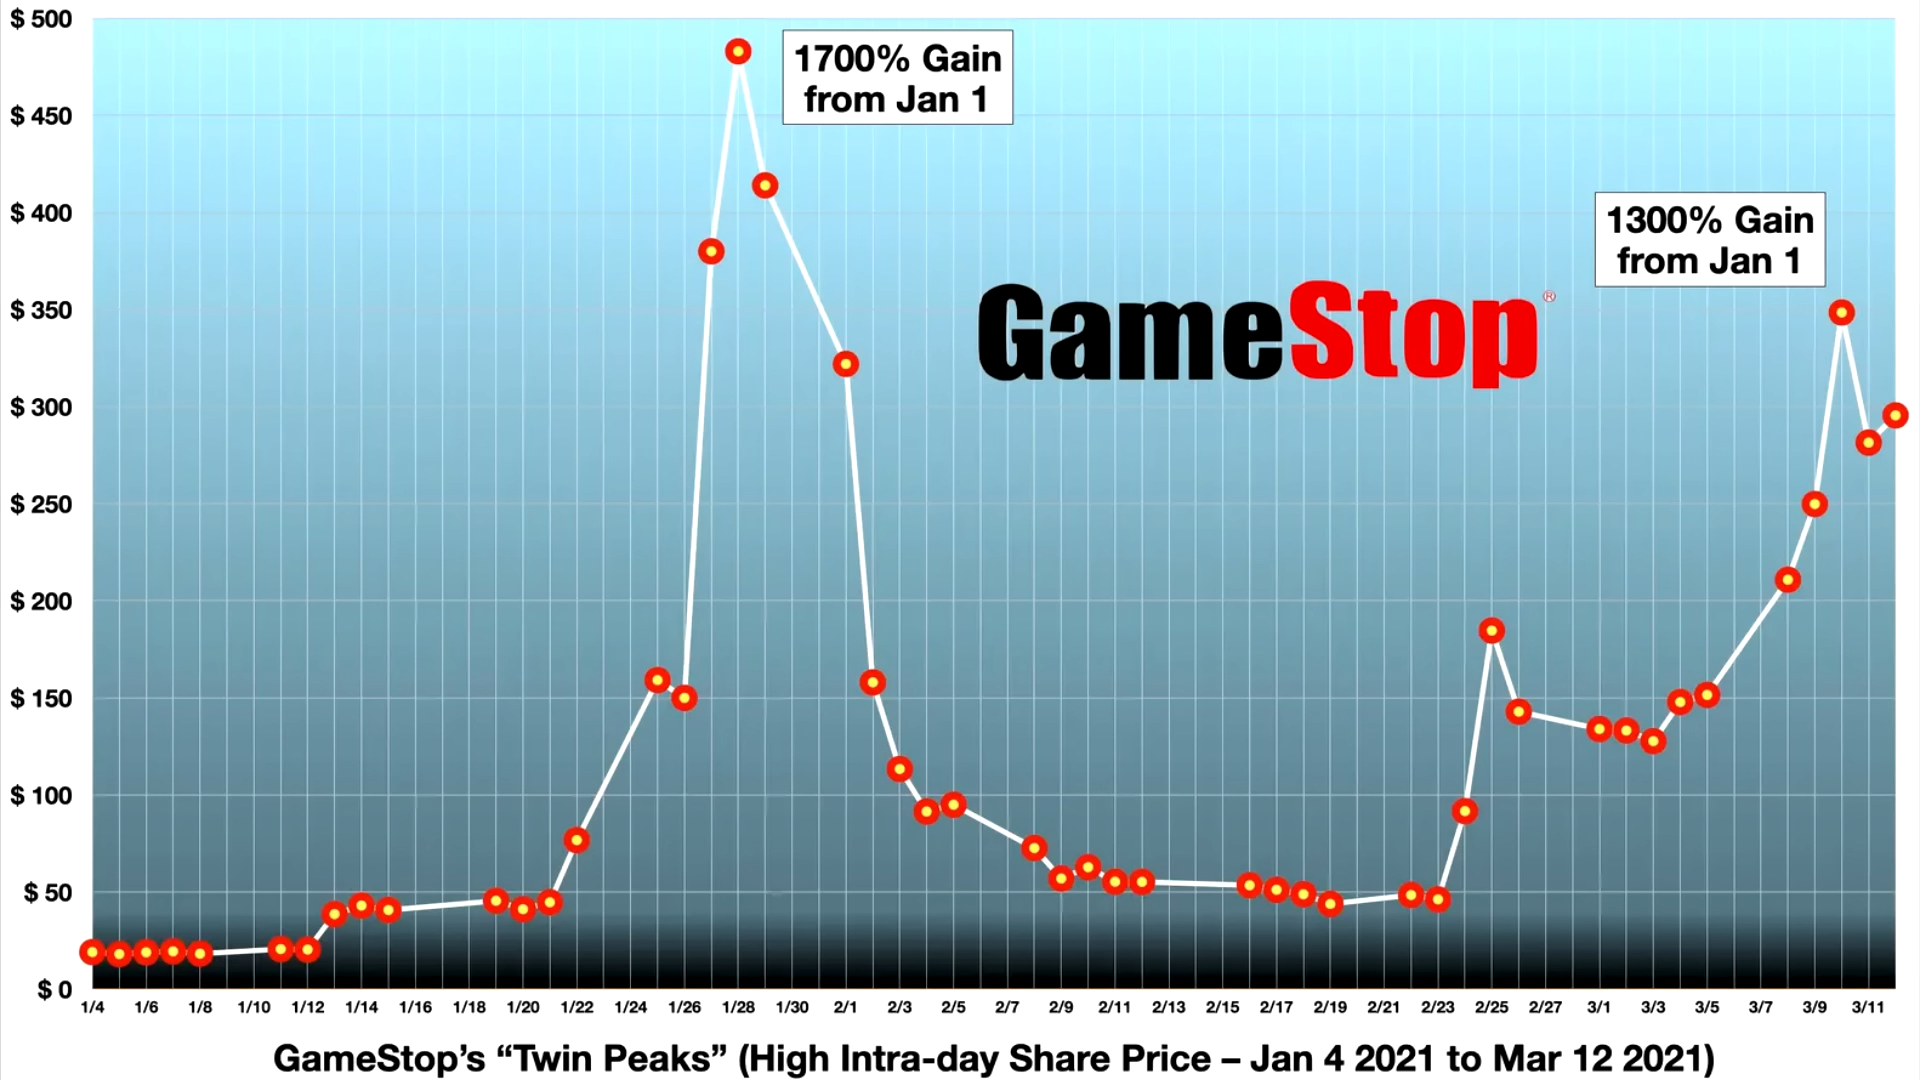 $ 500
$ 450
$ 400
$ 350
$ 300
$ 250
$ 200
$ 150
$ 100
$ 50
$ 0
1700% Gain
from Jan 1
1300% Gain
from Jan 1
GameStop®
1/4 1/6 1/8 1/10 1/12 1/14 1/16 1/18 1/20 1/22 1/24 1/26 1/28 1/30 2/1 2/3 2/5 2/7 2/9 2/11 2/13 2/15 2/17 2/19 2/21 2/23 2/25 2/27 3/1 3/3 3/5 3/7 3/9 3/11
GameStop’s “Twin Peaks” (High Intra-day Share Price – Jan 4 2021 to Mar 12 2021)